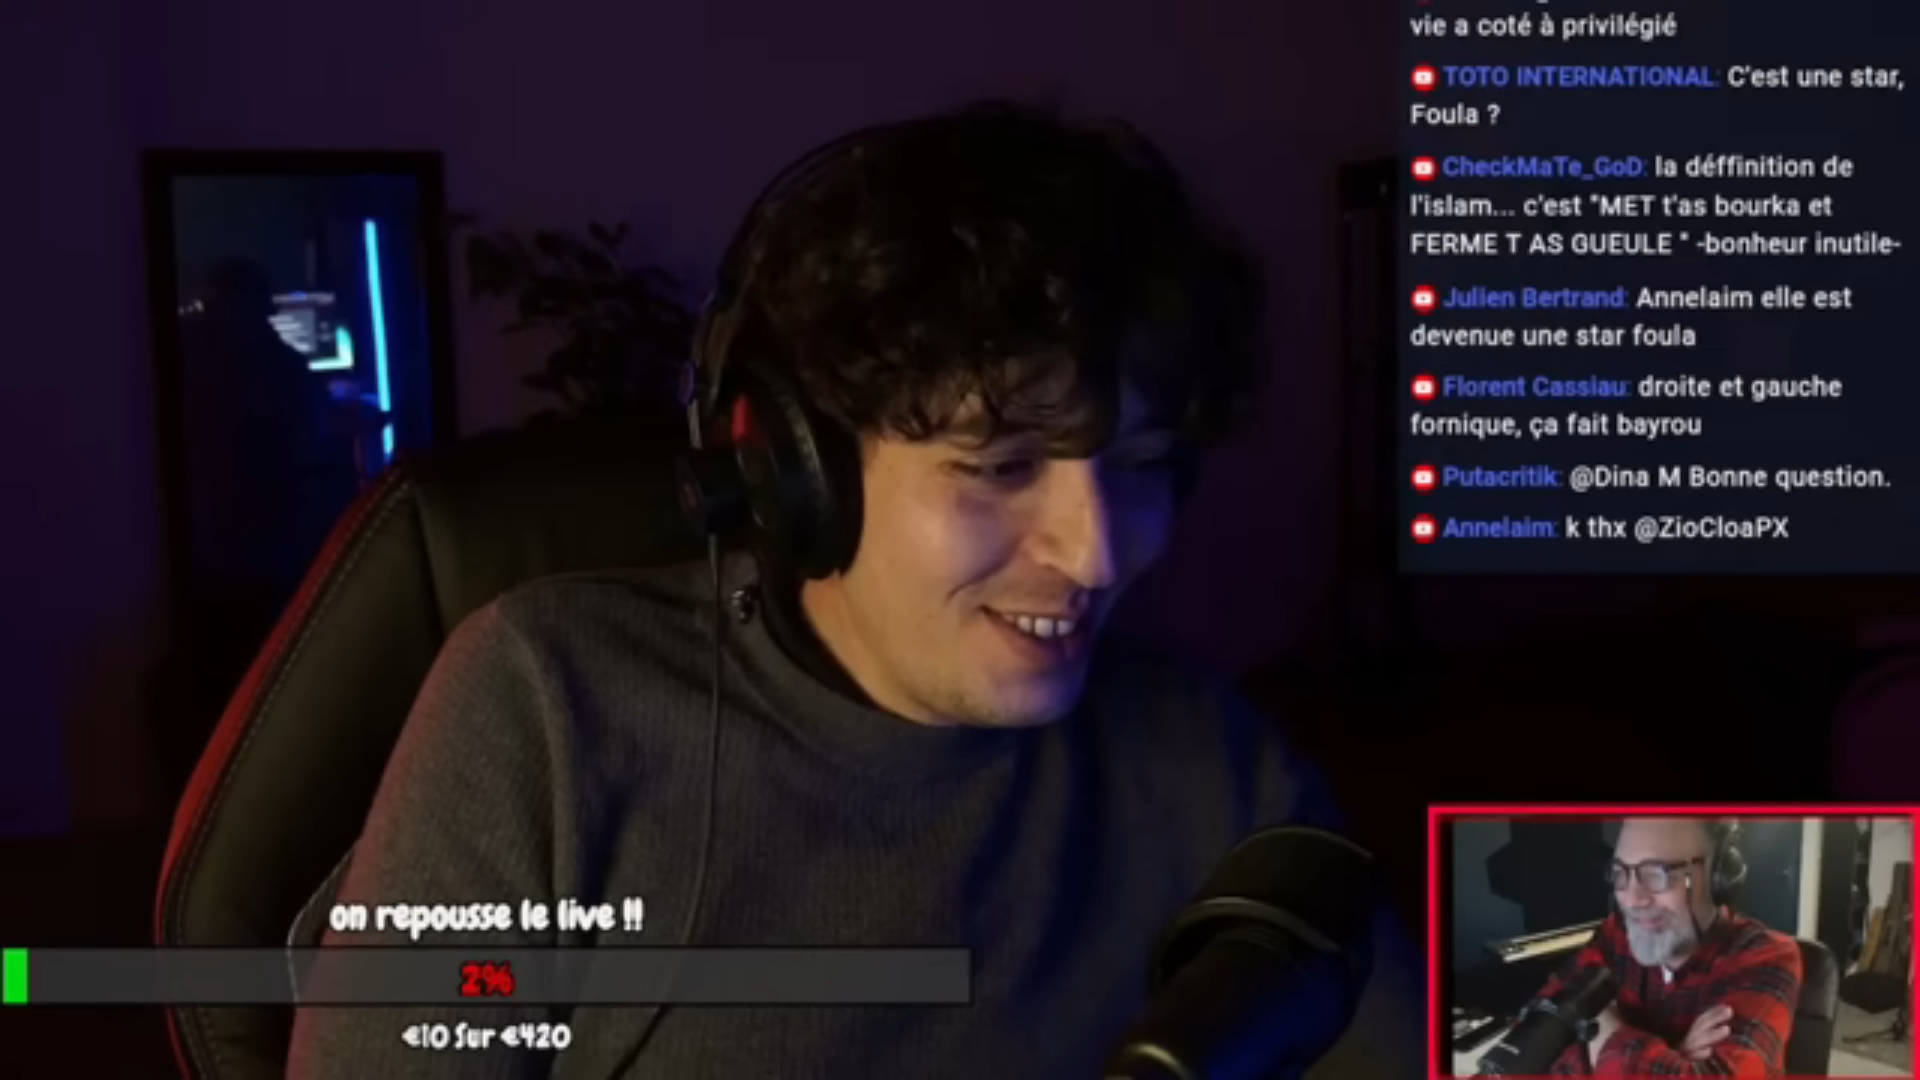 vie a coté à privilégié
TOTO INTERNATIONAL: C'est une star,
Foula ?
CheckMaTe_GoD: la déffinition de
l'islam... c'est "MET t'as bourka et
FERME T AS GUEULE " -bonheur inutile-
Julien Bertrand: Annelaim elle est
devenue une star foula
Florent Cassiau: droite et gauche
fornique, ça fait bayrou
Putacritik: @Dina M Bonne question.
Annelaim: k thx @ZioCloaPX
on repousse le live !!
2%
€10 Sur €420